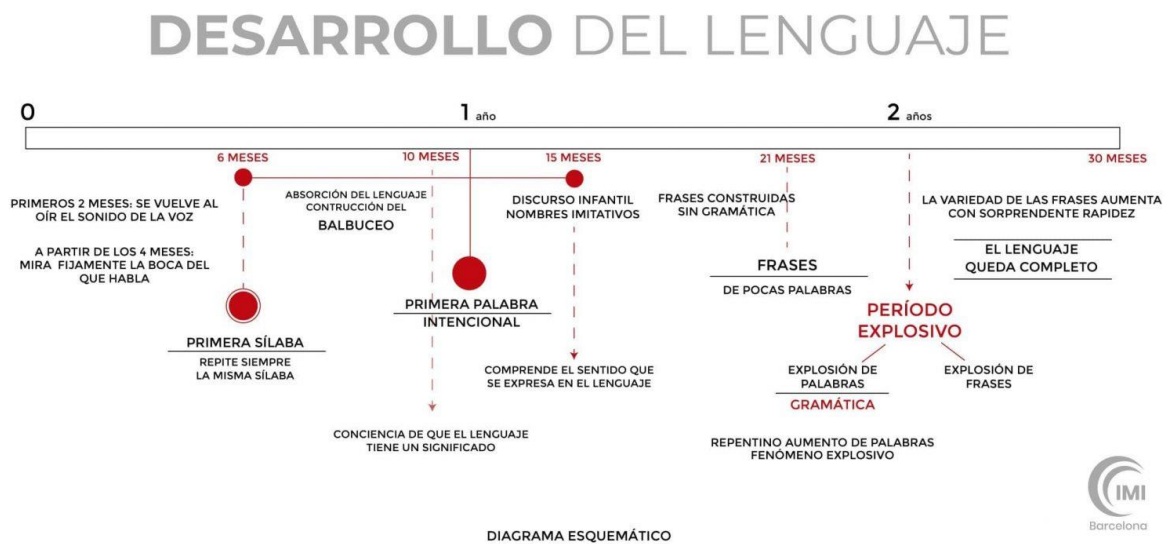 DESARROLLO DEL LENGUAJE
0
1 año
2 años
6 MESES
10 MESES
15 MESES
21 MESES
30 MESES
PRIMEROS 2 MESES: SE VUELVE AL
OÍR EL SONIDO DE LA VOZ
A PARTIR DE LOS 4 MESES:
MIRA FIJAMENTE LA BOCA DEL
QUE HABLA
PRIMERA SÍLABA
REPITE SIEMPRE
LA MISMA SÍLABA
ABSORCIÓN DEL LENGUAJE
CONTRUCCIÓN DEL
BALBUCEO
CONCIENCIA DE QUE EL LENGUAJE
TIENE UN SIGNIFICADO
PRIMERA PALABRA
INTENCIONAL
DISCURSO INFANTIL
NOMBRES IMITATIVOS
COMPRENDE EL SENTIDO QUE
SE EXPRESA EN EL LENGUAJE
FRASES CONSTRUIDAS
SIN GRAMÁTICA
FRASES
DE POCAS PALABRAS
PERÍODO
EXPLOSIVO
EXPLOSIÓN DE
PALABRAS
GRAMÁTICA
EXPLOSIÓN DE
FRASES
REPENTINO AUMENTO DE PALABRAS
FENÓMENO EXPLOSIVO
LA VARIEDAD DE LAS FRASES AUMENTA
CON SORPRENDENTE RAPIDEZ
EL LENGUAJE
QUEDA COMPLETO
IMI
Barcelona
DIAGRAMA ESQUEMÁTICO